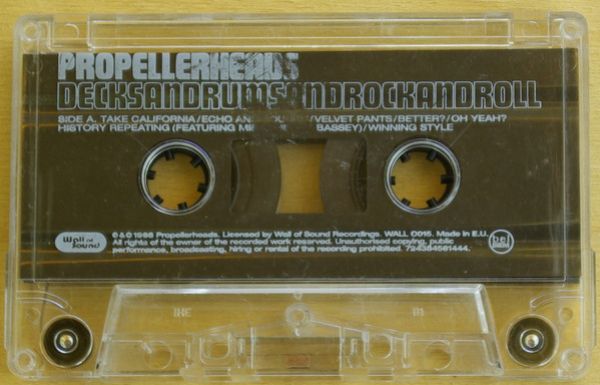 PROPELLERHEADS
DECKSANDRUMSANDROCKANDROLL
SIDE A. TAKE CALIFORNIA/ECHO AND /VELVET PANTS/BETTER?/OH YEAH?
HISTORY REPEATING (FEATURING BASSEY)/WINNING STYLE
Wall of Sound
℗ & © 1998 Propellerheads. Licensed by Wall of Sound Recordings. WALL C015. Made in E.U.
All rights of the owner of the recorded work reserved. Unauthorised copying, public
performance, broadcasting, hiring or rental of the recording prohibited. 724384561444.
bel